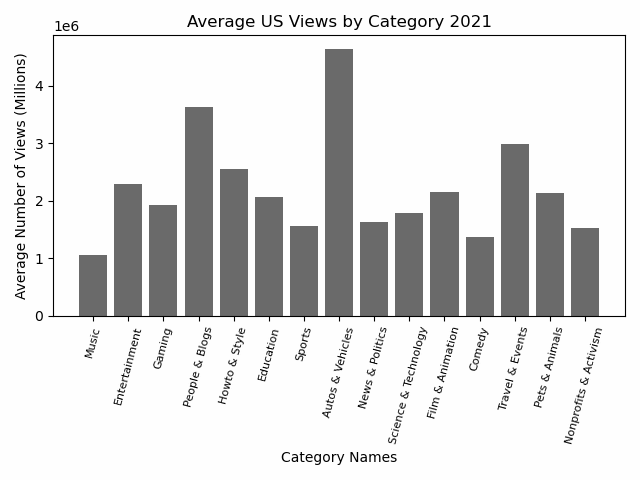 Average US Views by Category 2021
1e6
Average Number of Views (Millions)
4
3
2
1
0
Music
Entertainment
Gaming
People & Blogs
Howto & Style
Education
Sports
Autos & Vehicles
News & Politics
Science & Technology
Film & Animation
Comedy
Travel & Events
Pets & Animals
Nonprofits & Activism
Category Names